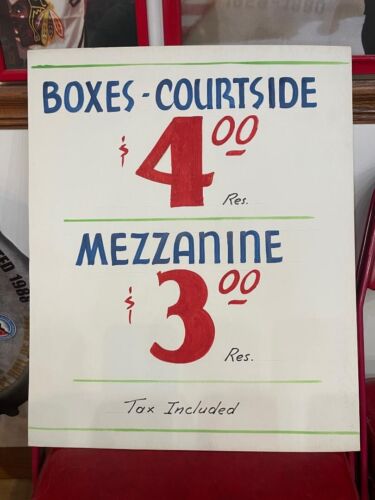 BOXES - COURTSIDE
$4.00
Res.
MEZZANINE
$3.00
Res.
Tax Included